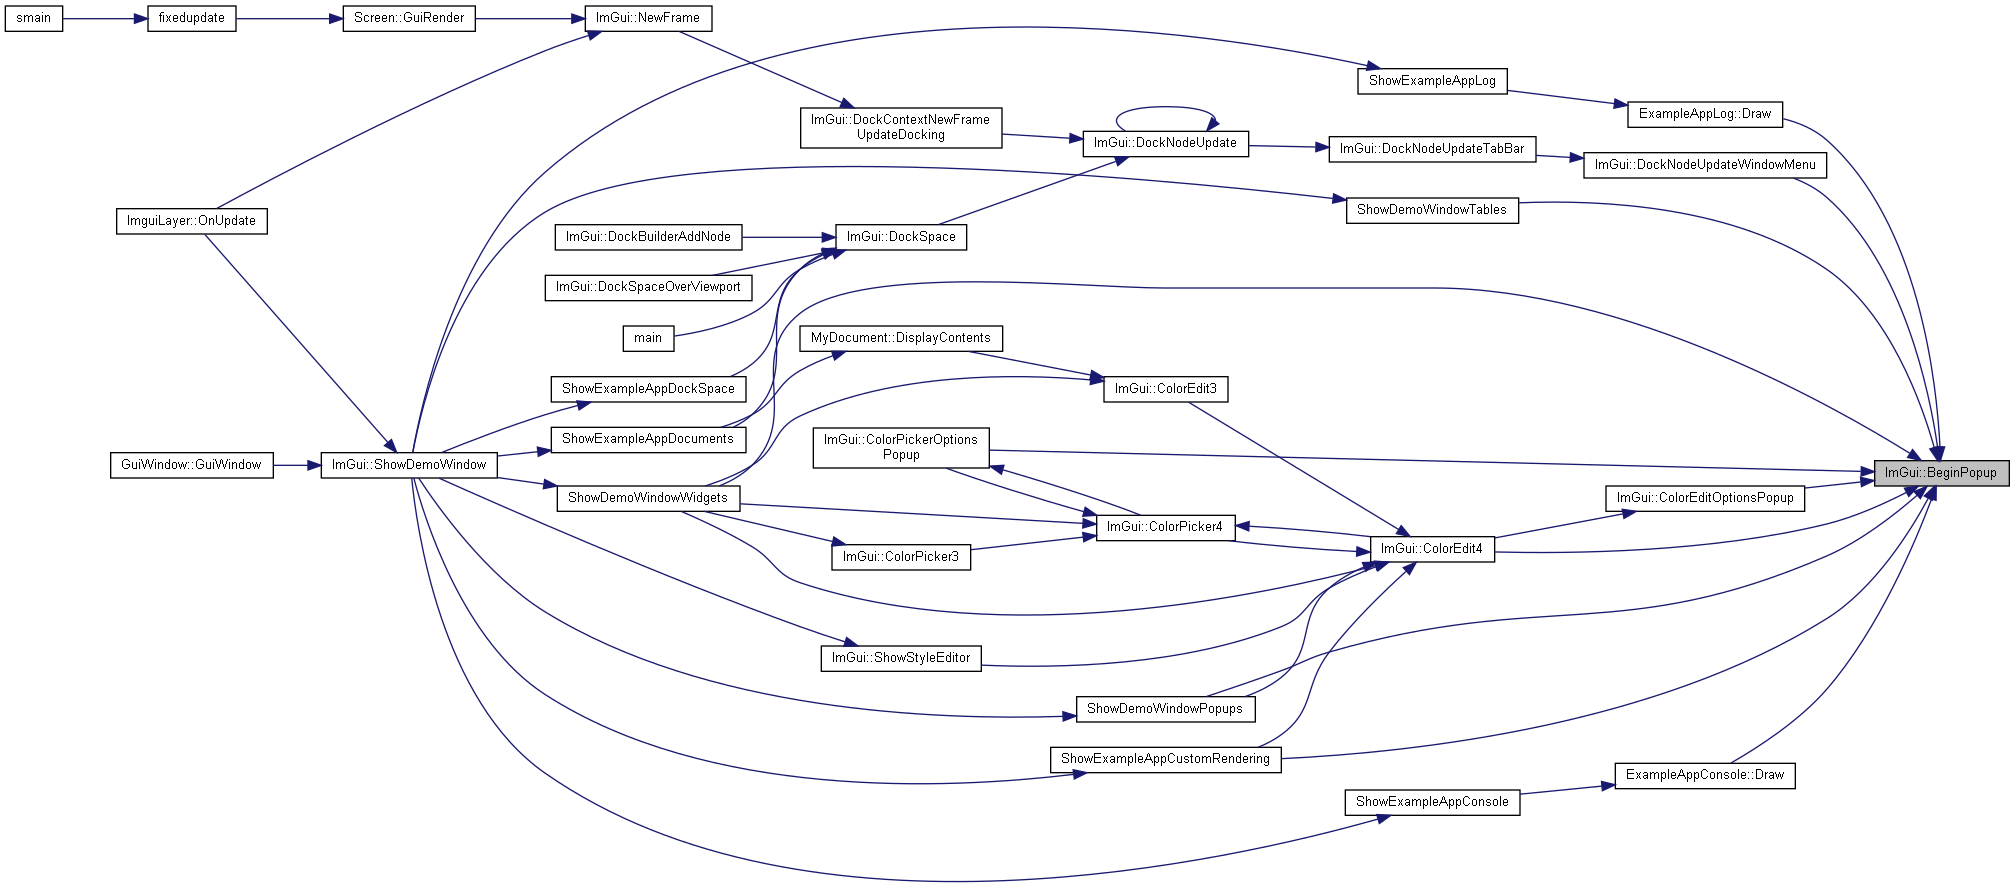 smain
fixedupdate
Screen::GuiRender
ImGui::NewFrame
ShowExampleAppLog
ExampleAppLog::Draw
ImGui::DockContextNewFrame
UpdateDocking
ImGui::DockNodeUpdate
ImGui::DockNodeUpdateTabBar
ImGui::DockNodeUpdateWindowMenu
ImguiLayer::OnUpdate
ShowDemoWindowTables
ImGui::DockBuilderAddNode
ImGui::DockSpace
ImGui::DockSpaceOverViewport
main
MyDocument::DisplayContents
ShowExampleAppDockSpace
ImGui::ColorEdit3
ShowExampleAppDocuments
ImGui::ColorPickerOptions
Popup
GuiWindow::GuiWindow
ImGui::ShowDemoWindow
ImGui::BeginPopup
ShowDemoWindowWidgets
ImGui::ColorEditOptionsPopup
ImGui::ColorPicker4
ImGui::ColorPicker3
ImGui::ColorEdit4
ImGui::ShowStyleEditor
ShowDemoWindowPopups
ShowExampleAppCustomRendering
ExampleAppConsole::Draw
ShowExampleAppConsole